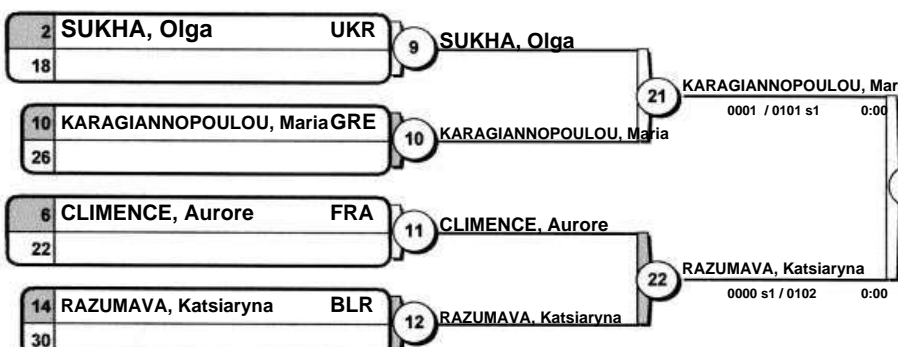 2 SUKHA, Olga UKR
18
9
SUKHA, Olga
10 KARAGIANNOPOULOU, Maria GRE
26
10
KARAGIANNOPOULOU, Maria
21
KARAGIANNOPOULOU, Mar
0001 / 0101 s1 0:00
6 CLIMENCE, Aurore FRA
22
11
CLIMENCE, Aurore
14 RAZUMAVA, Katsiaryna BLR
30
12
RAZUMAVA, Katsiaryna
22
RAZUMAVA, Katsiaryna
0000 s1 / 0102 0:00